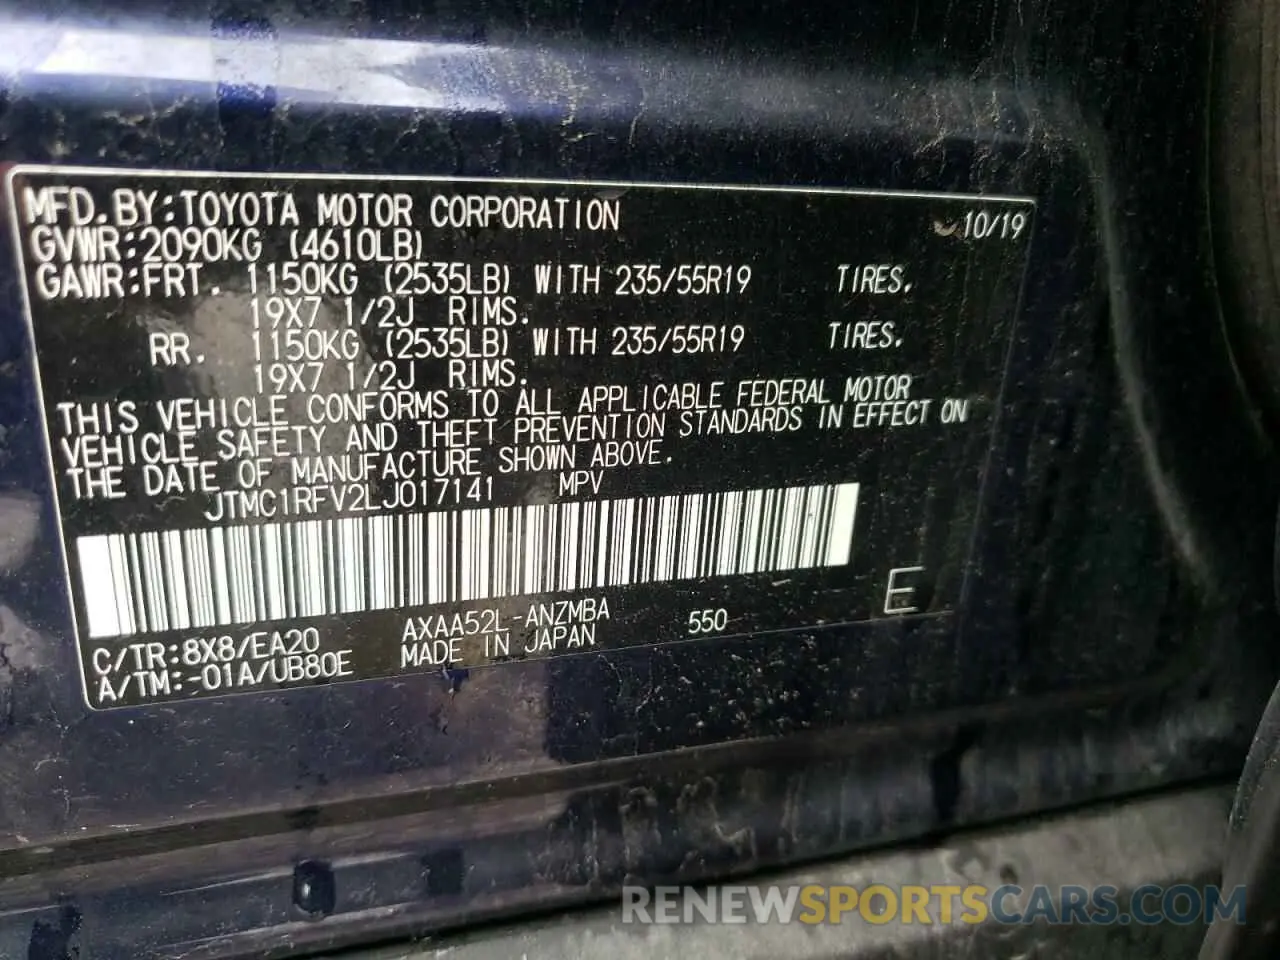 MFD.BY:TOYOTA MOTOR CORPORATION 10/19
GVWR:2090KG (4610LB)
GAWR:FRT. 1150KG (2535LB) WITH 235/55R19 TIRES.
19X7 1/2J RIMS.
RR. 1150KG (2535LB) WITH 235/55R19 TIRES.
19X7 1/2J RIMS.
THIS VEHICLE CONFORMS TO ALL APPLICABLE FEDERAL MOTOR
VEHICLE SAFETY AND THEFT PREVENTION STANDARDS IN EFFECT ON
THE DATE OF MANUFACTURE SHOWN ABOVE.
JTMC1RFV2LJ017141 MPV
C/TR:8X8/EA20 AXAA52L-ANZMBA 550 E
A/TM:-01A/UB80E MADE IN JAPAN
RENEWSPORTSCARS.COM